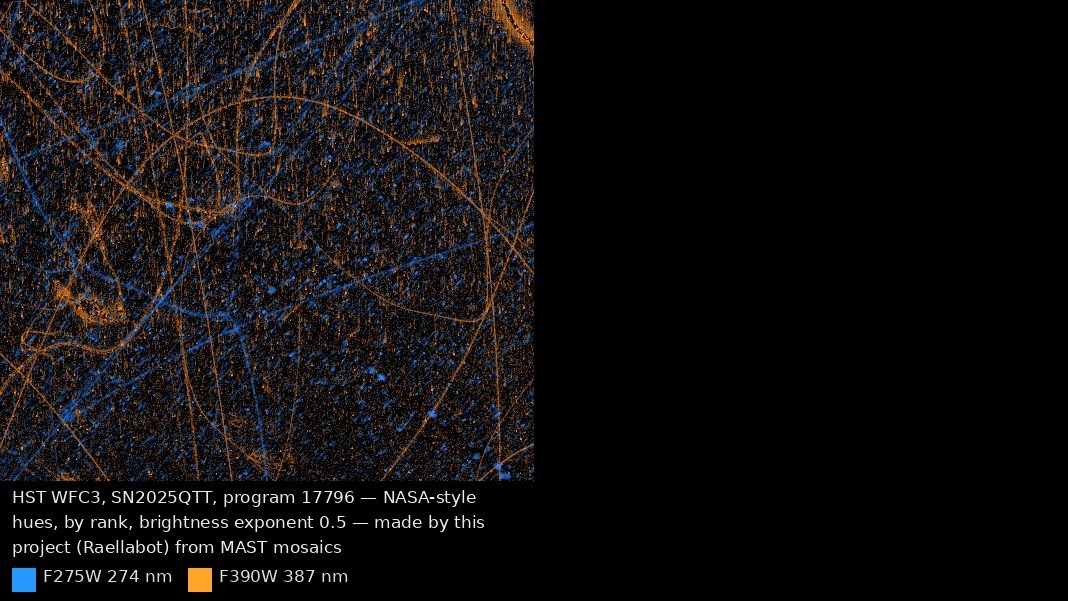 HST WFC3, SN2025QTT, program 17796 — NASA-style
hues, by rank, brightness exponent 0.5 — made by this
project (Raellabot) from MAST mosaics
F275W 274 nm F390W 387 nm